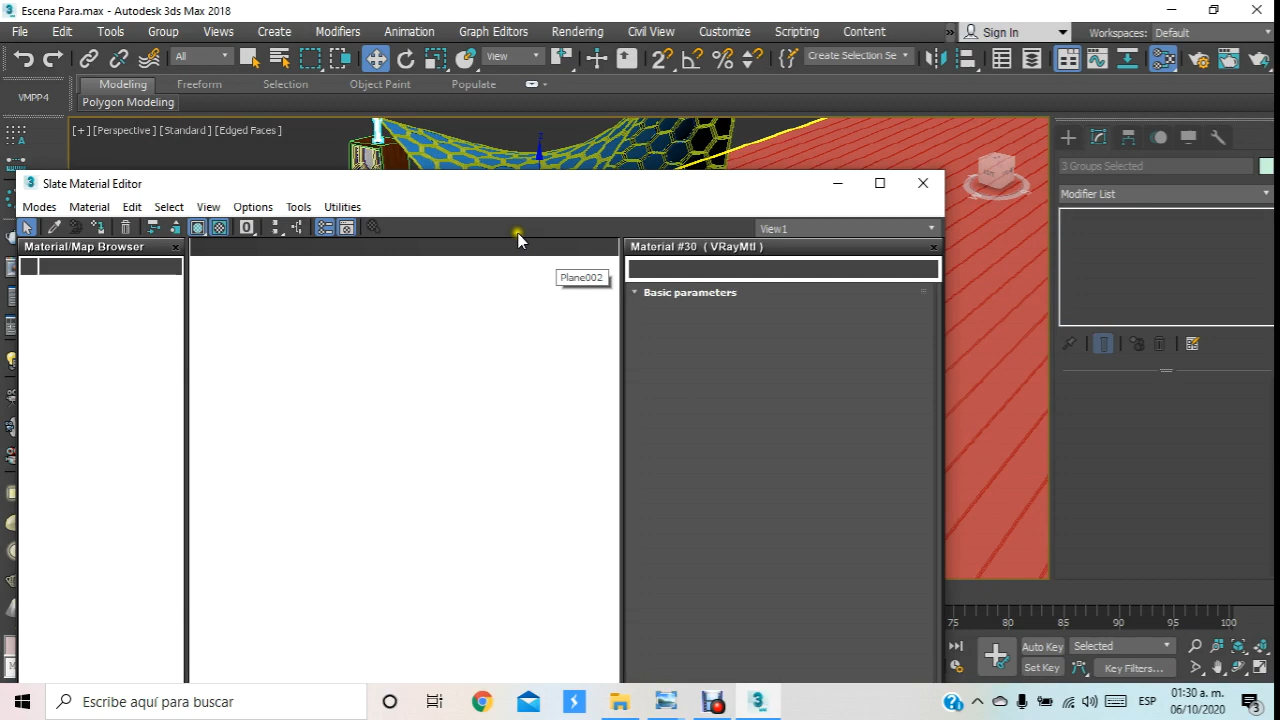 Escena Para.max - Autodesk 3ds Max 2018
File Edit Tools Group Views Create Modifiers Animation Graph Editors Rendering Civil View Customize Scripting Content » Sign In Workspaces: Default
All View Create Selection Se
VMPP4 Modeling Freeform Selection Object Paint Populate
Polygon Modeling
[+] [Perspective ] [Standard ] [Edged Faces ]
3 Groups Selected
Modifier List
Slate Material Editor
Modes Material Edit Select View Options Tools Utilities
View1
Material/Map Browser
Material #30 ( VRayMtl )
Plane002
Basic parameters
75 80 85 90 95 100
Auto Key Selected
Set Key Key Filters...
Escribe aquí para buscar
ESP
01:30 a. m.
06/10/2020
3